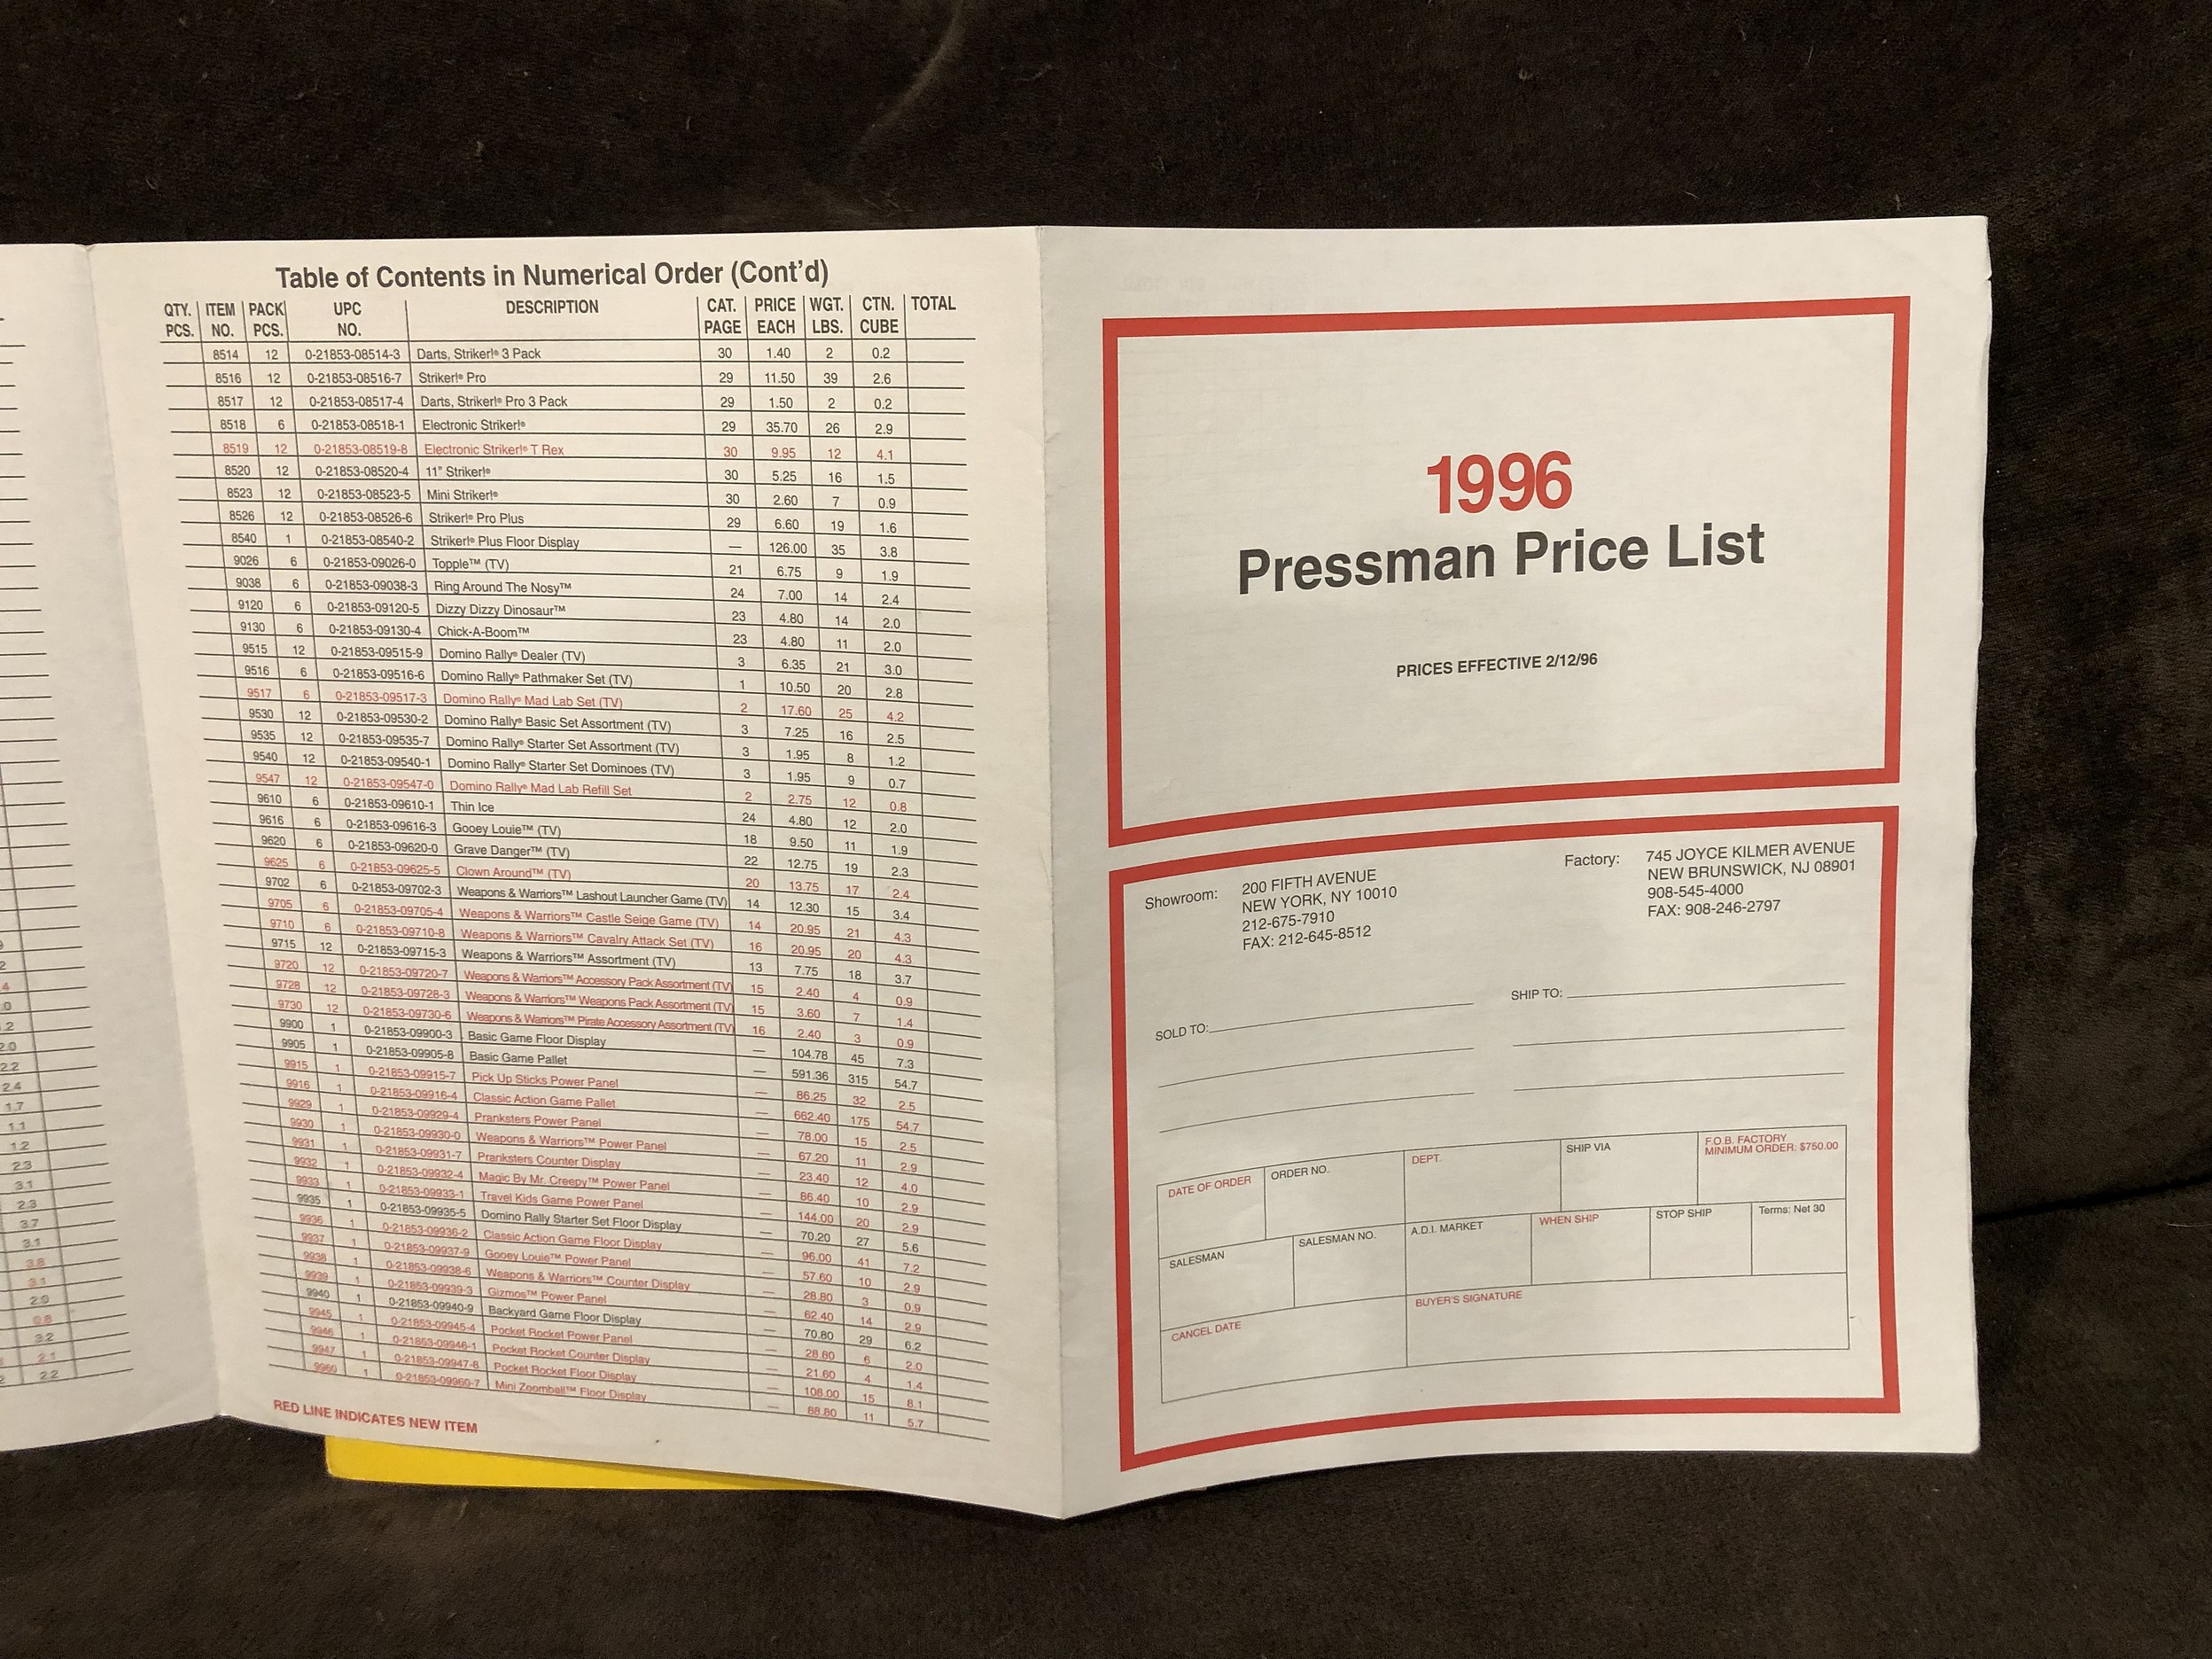 2.0
2.2
2.4
1.7
1.1
1.2
2.3
3.1
2.3
3.7
3.1
3.8
3.1
2.9
0.8
3.2
2.1
2.2
Table of Contents in Numerical Order (Cont'd)
QTY. PCS. ITEM NO. PACK PCS. UPC NO. DESCRIPTION CAT. PAGE PRICE EACH WGT. LBS. CTN. CUBE TOTAL
8514 12 0-21853-08514-3 Darts, Striker!® 3 Pack 30 1.40 2 0.2
8516 12 0-21853-08516-7 Striker!® Pro 29 11.50 39 2.6
8517 12 0-21853-08517-4 Darts, Striker!® Pro 3 Pack 29 1.50 2 0.2
8518 6 0-21853-08518-1 Electronic Striker!® 29 35.70 26 2.9
8519 12 0-21853-08519-8 Electronic Striker!® T Rex 30 9.95 12 4.1
8520 12 0-21853-08520-4 11" Striker!® 30 5.25 16 1.5
8523 12 0-21853-08523-5 Mini Striker!® 30 2.60 7 0.9
8526 12 0-21853-08526-6 Striker!® Pro Plus 29 6.60 19 1.6
8540 1 0-21853-08540-2 Striker!® Plus Floor Display — 126.00 35 3.8
9026 6 0-21853-09026-0 Topple™ (TV) 21 6.75 9 1.9
9038 6 0-21853-09038-3 Ring Around The Nosy™ 24 7.00 14 2.4
9120 6 0-21853-09120-5 Dizzy Dizzy Dinosaur™ 23 4.80 14 2.0
9130 6 0-21853-09130-4 Chick-A-Boom™ 23 4.80 11 2.0
9515 12 0-21853-09515-9 Domino Rally® Dealer (TV) 3 6.35 21 3.0
9516 6 0-21853-09516-6 Domino Rally® Pathmaker Set (TV) 1 10.50 20 2.8
9517 6 0-21853-09517-3 Domino Rally® Mad Lab Set (TV) 2 17.60 25 4.2
9530 12 0-21853-09530-2 Domino Rally® Basic Set Assortment (TV) 3 7.25 16 2.5
9535 12 0-21853-09535-7 Domino Rally® Starter Set Assortment (TV) 3 1.95 8 1.2
9540 12 0-21853-09540-1 Domino Rally® Starter Set Dominoes (TV) 3 1.95 9 0.7
9547 12 0-21853-09547-0 Domino Rally® Mad Lab Refill Set 2 2.75 12 0.8
9610 6 0-21853-09610-1 Thin Ice 24 4.80 12 2.0
9616 6 0-21853-09616-3 Gooey Louie™ (TV) 18 9.50 11 1.9
9620 6 0-21853-09620-0 Grave Danger™ (TV) 22 12.75 19 2.3
9625 6 0-21853-09625-5 Clown Around™ (TV) 20 13.75 17 2.4
9702 6 0-21853-09702-3 Weapons & Warriors™ Lashout Launcher Game (TV) 14 12.30 15 3.4
9705 6 0-21853-09705-4 Weapons & Warriors™ Castle Seige Game (TV) 14 20.95 21 4.3
9710 6 0-21853-09710-8 Weapons & Warriors™ Cavalry Attack Set (TV) 16 20.95 20 4.3
9715 12 0-21853-09715-3 Weapons & Warriors™ Assortment (TV) 13 7.75 18 3.7
9720 12 0-21853-09720-7 Weapons & Warriors™ Accessory Pack Assortment (TV) 15 2.40 4 0.9
9728 12 0-21853-09728-3 Weapons & Warriors™ Weapons Pack Assortment (TV) 15 3.60 7 1.4
9730 12 0-21853-09730-6 Weapons & Warriors™ Pirate Accessory Assortment (TV) 16 2.40 3 0.9
9900 1 0-21853-09900-3 Basic Game Floor Display — 104.78 45 7.3
9905 1 0-21853-09905-8 Basic Game Pallet — 591.36 315 54.7
9915 1 0-21853-09915-7 Pick Up Sticks Power Panel — 86.25 32 2.5
9916 1 0-21853-09916-4 Classic Action Game Pallet — 662.40 175 54.7
9929 1 0-21853-09929-4 Pranksters Power Panel — 78.00 15 2.5
9930 1 0-21853-09930-0 Weapons & Warriors™ Power Panel — 67.20 11 2.9
9931 1 0-21853-09931-7 Pranksters Counter Display — 23.40 12 4.0
9932 1 0-21853-09932-4 Magic By Mr. Creepy™ Power Panel — 86.40 10 2.9
9933 1 0-21853-09933-1 Travel Kids Game Power Panel — 144.00 20 2.9
9935 1 0-21853-09935-5 Domino Rally Starter Set Floor Display — 70.20 27 5.6
9936 1 0-21853-09936-2 Classic Action Game Floor Display — 96.00 41 7.2
9937 1 0-21853-09937-9 Gooey Louie™ Power Panel — 57.60 10 2.9
9938 1 0-21853-09938-6 Weapons & Warriors™ Counter Display — 28.80 3 0.9
9939 1 0-21853-09939-3 Gizmos™ Power Panel — 62.40 14 2.9
9940 1 0-21853-09940-9 Backyard Game Floor Display — 70.80 29 6.2
9945 1 0-21853-09945-4 Pocket Rocket Power Panel — 28.80 6 2.0
9946 1 0-21853-09946-1 Pocket Rocket Counter Display — 21.60 4 1.4
9947 1 0-21853-09947-8 Pocket Rocket Floor Display — 108.00 15 8.1
9960 1 0-21853-09960-7 Mini Zoomball™ Floor Display — 88.80 11 5.7
RED LINE INDICATES NEW ITEM
1996
Pressman Price List
PRICES EFFECTIVE 2/12/96
Showroom: 200 FIFTH AVENUE
NEW YORK, NY 10010
212-675-7910
FAX: 212-645-8512
Factory: 745 JOYCE KILMER AVENUE
NEW BRUNSWICK, NJ 08901
908-545-4000
FAX: 908-246-2797
SOLD TO:
SHIP TO:
DATE OF ORDER
ORDER NO.
DEPT.
SHIP VIA
F.O.B. FACTORY
MINIMUM ORDER: $750.00
SALESMAN
SALESMAN NO.
A.D.I. MARKET
WHEN SHIP
STOP SHIP
Terms: Net 30
CANCEL DATE
BUYER'S SIGNATURE